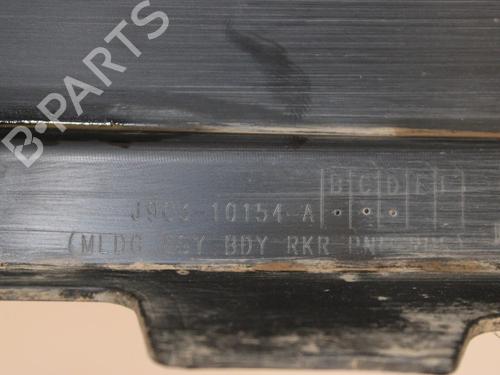 B-PARTS
B C D E F
J9C3-10154-A
(MLDG ASY BDY RKR PNL